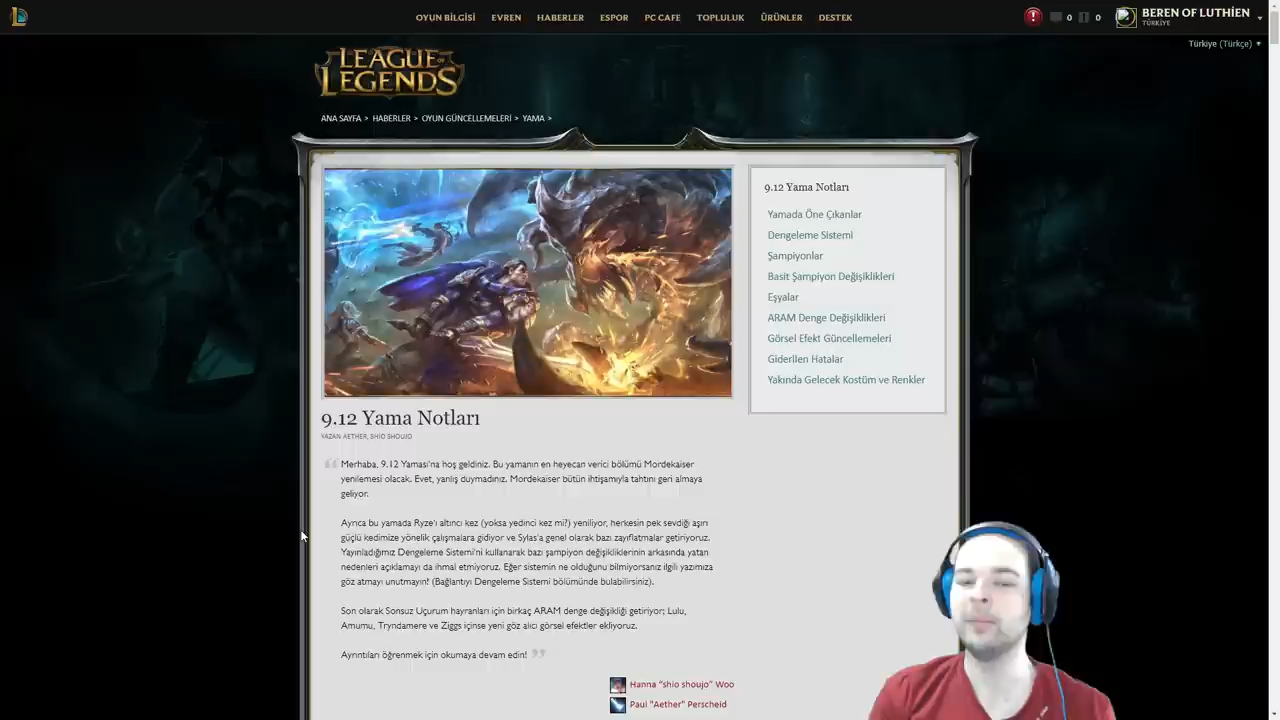 OYUN BİLGİSİ EVREN HABERLER ESPOR PC CAFE TOPLULUK ÜRÜNLER DESTEK
0 0
BEREN OF LUTHİEN
TÜRKİYE
Türkiye (Türkçe)
LEAGUE OF LEGENDS
ANA SAYFA > HABERLER > OYUN GÜNCELLEMELERİ > YAMA >
9.12 Yama Notları
Yamada Öne Çıkanlar
Dengeleme Sistemi
Şampiyonlar
Basit Şampiyon Değişiklikleri
Eşyalar
ARAM Denge Değişiklikleri
Görsel Efekt Güncellemeleri
Giderilen Hatalar
Yakında Gelecek Kostüm ve Renkler
9.12 Yama Notları
YAZAN AETHER, SHIO SHOUJO
Merhaba, 9.12 Yaması'na hoş geldiniz. Bu yamanın en heyecan verici bölümü Mordekaiser
yenilemesi olacak. Evet, yanlış duymadınız. Mordekaiser bütün ihtişamıyla tahtını geri almaya
geliyor.
Ayrıca bu yamada Ryze'ı altıncı kez (yoksa yedinci kez mi?) yeniliyor, herkesin pek sevdiği aşırı
güçlü kedimize yönelik çalışmalara gidiyor ve Sylas'a genel olarak bazı zayıflatmalar getiriyoruz.
Yayınladığımız Dengeleme Sistemi'ni kullanarak bazı şampiyon değişikliklerinin arkasında yatan
nedenleri açıklamayı da ihmal etmiyoruz. Eğer sistemin ne olduğunu bilmiyorsanız ilgili yazımıza
göz atmayı unutmayın! (Bağlantıyı Dengeleme Sistemi bölümünde bulabilirsiniz).
Son olarak Sonsuz Uçurum hayranları için birkaç ARAM denge değişikliği getiriyor; Lulu,
Amumu, Tryndamere ve Ziggs içinse yeni göz alıcı görsel efektler ekliyoruz.
Ayrıntıları öğrenmek için okumaya devam edin!
Hanna "shio shoujo" Woo
Paul "Aether" Perscheid